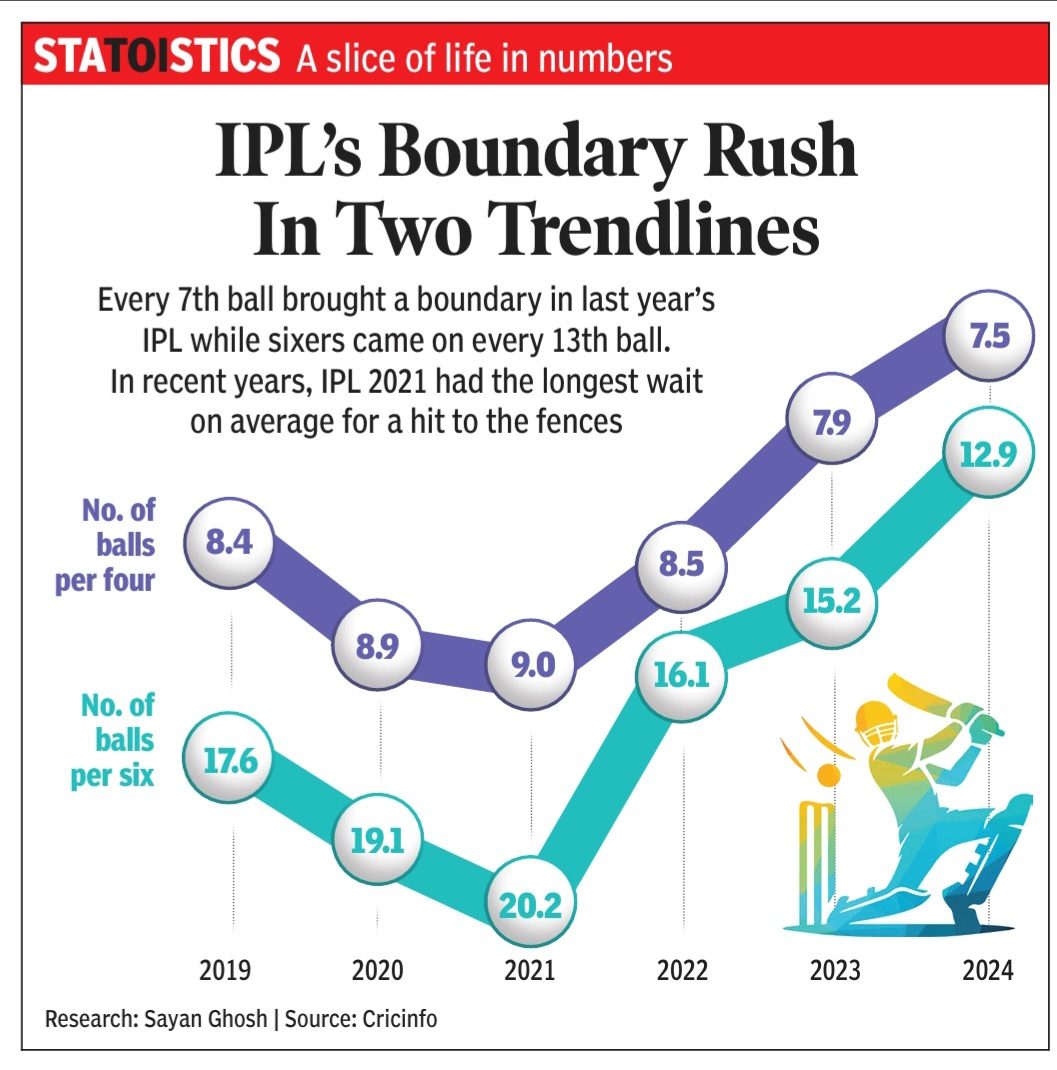 STATOISTICS A slice of life in numbers
IPL's Boundary Rush
In Two Trendlines
Every 7th ball brought a boundary in last year's
IPL while sixers came on every 13th ball.
In recent years, IPL 2021 had the longest wait
on average for a hit to the fences
No. of
balls
per four
8.4
8.9
9.0
8.5
7.9
7.5
No. of
balls
per six
17.6
19.1
20.2
16.1
15.2
12.9
2019 2020 2021 2022 2023 2024
Research: Sayan Ghosh | Source: Cricinfo